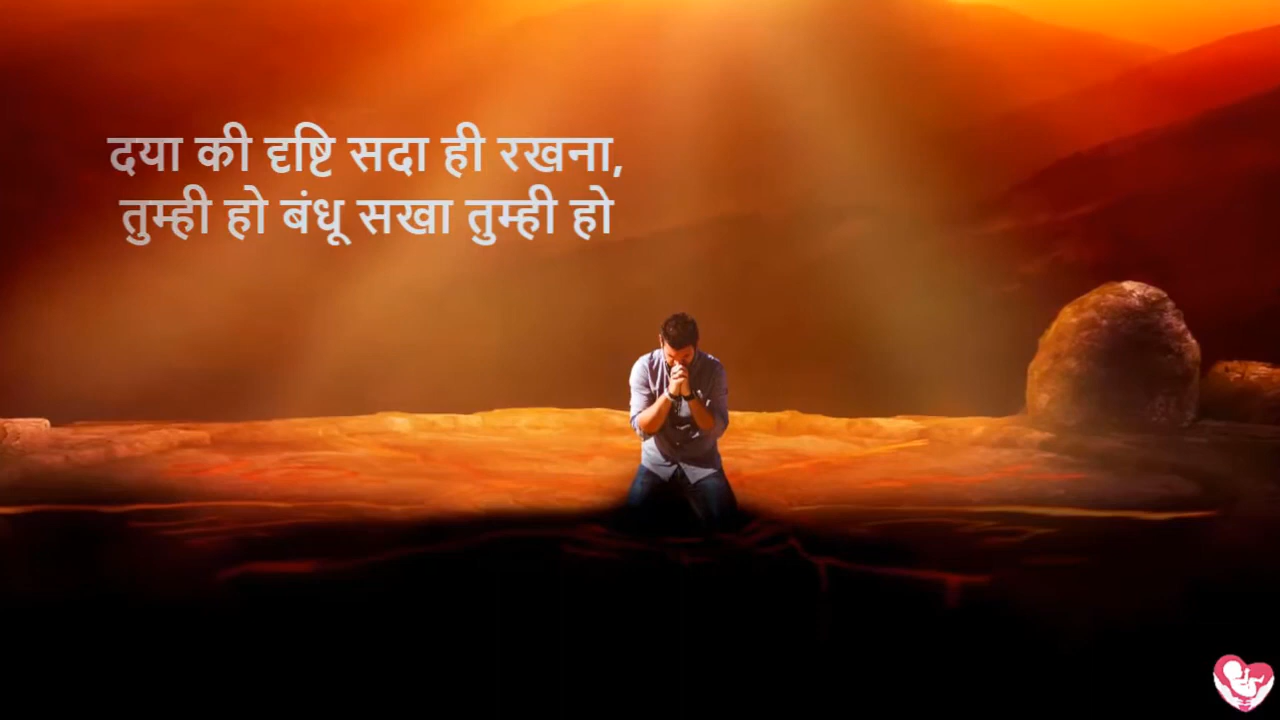 दया की दृष्टि सदा ही रखना,
तुम्ही हो बंधू सखा तुम्ही हो